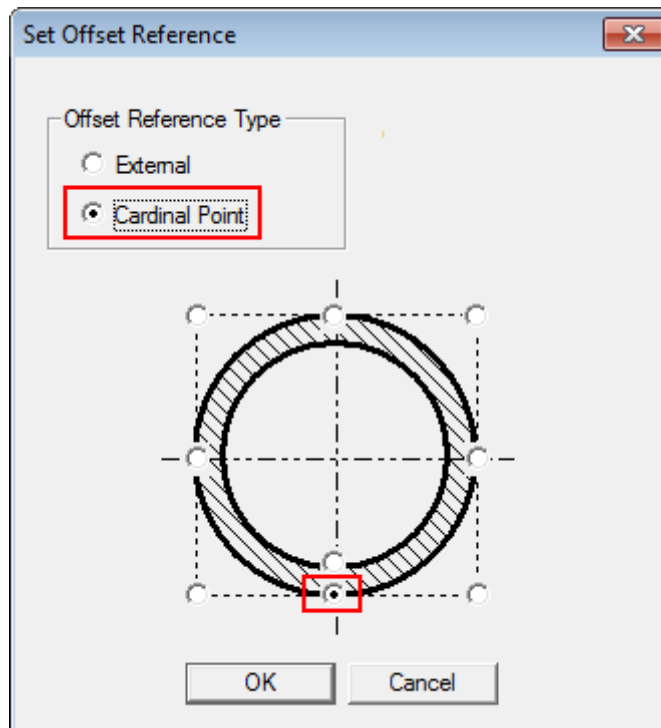 Set Offset Reference
Offset Reference Type
External
Cardinal Point
OK
Cancel